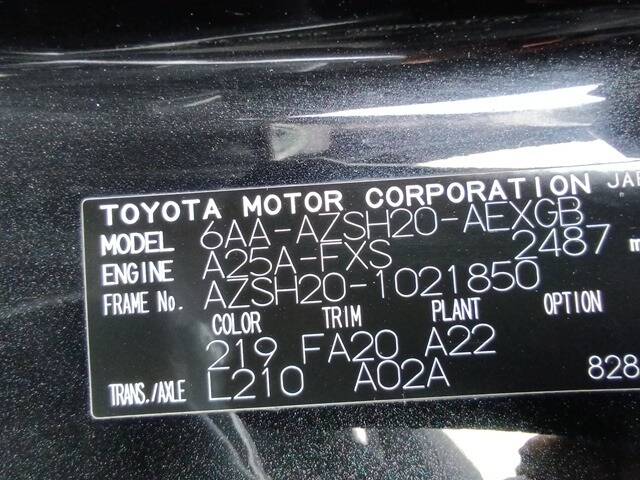 TOYOTA MOTOR CORPORATION JAP
MODEL 6AA-AZSH20-AEXGB
ENGINE A25A-FXS 2487 m
FRAME No. AZSH20-1021850
COLOR TRIM PLANT OPTION
219 FA20 A22
TRANS./AXLE L210 A02A 828